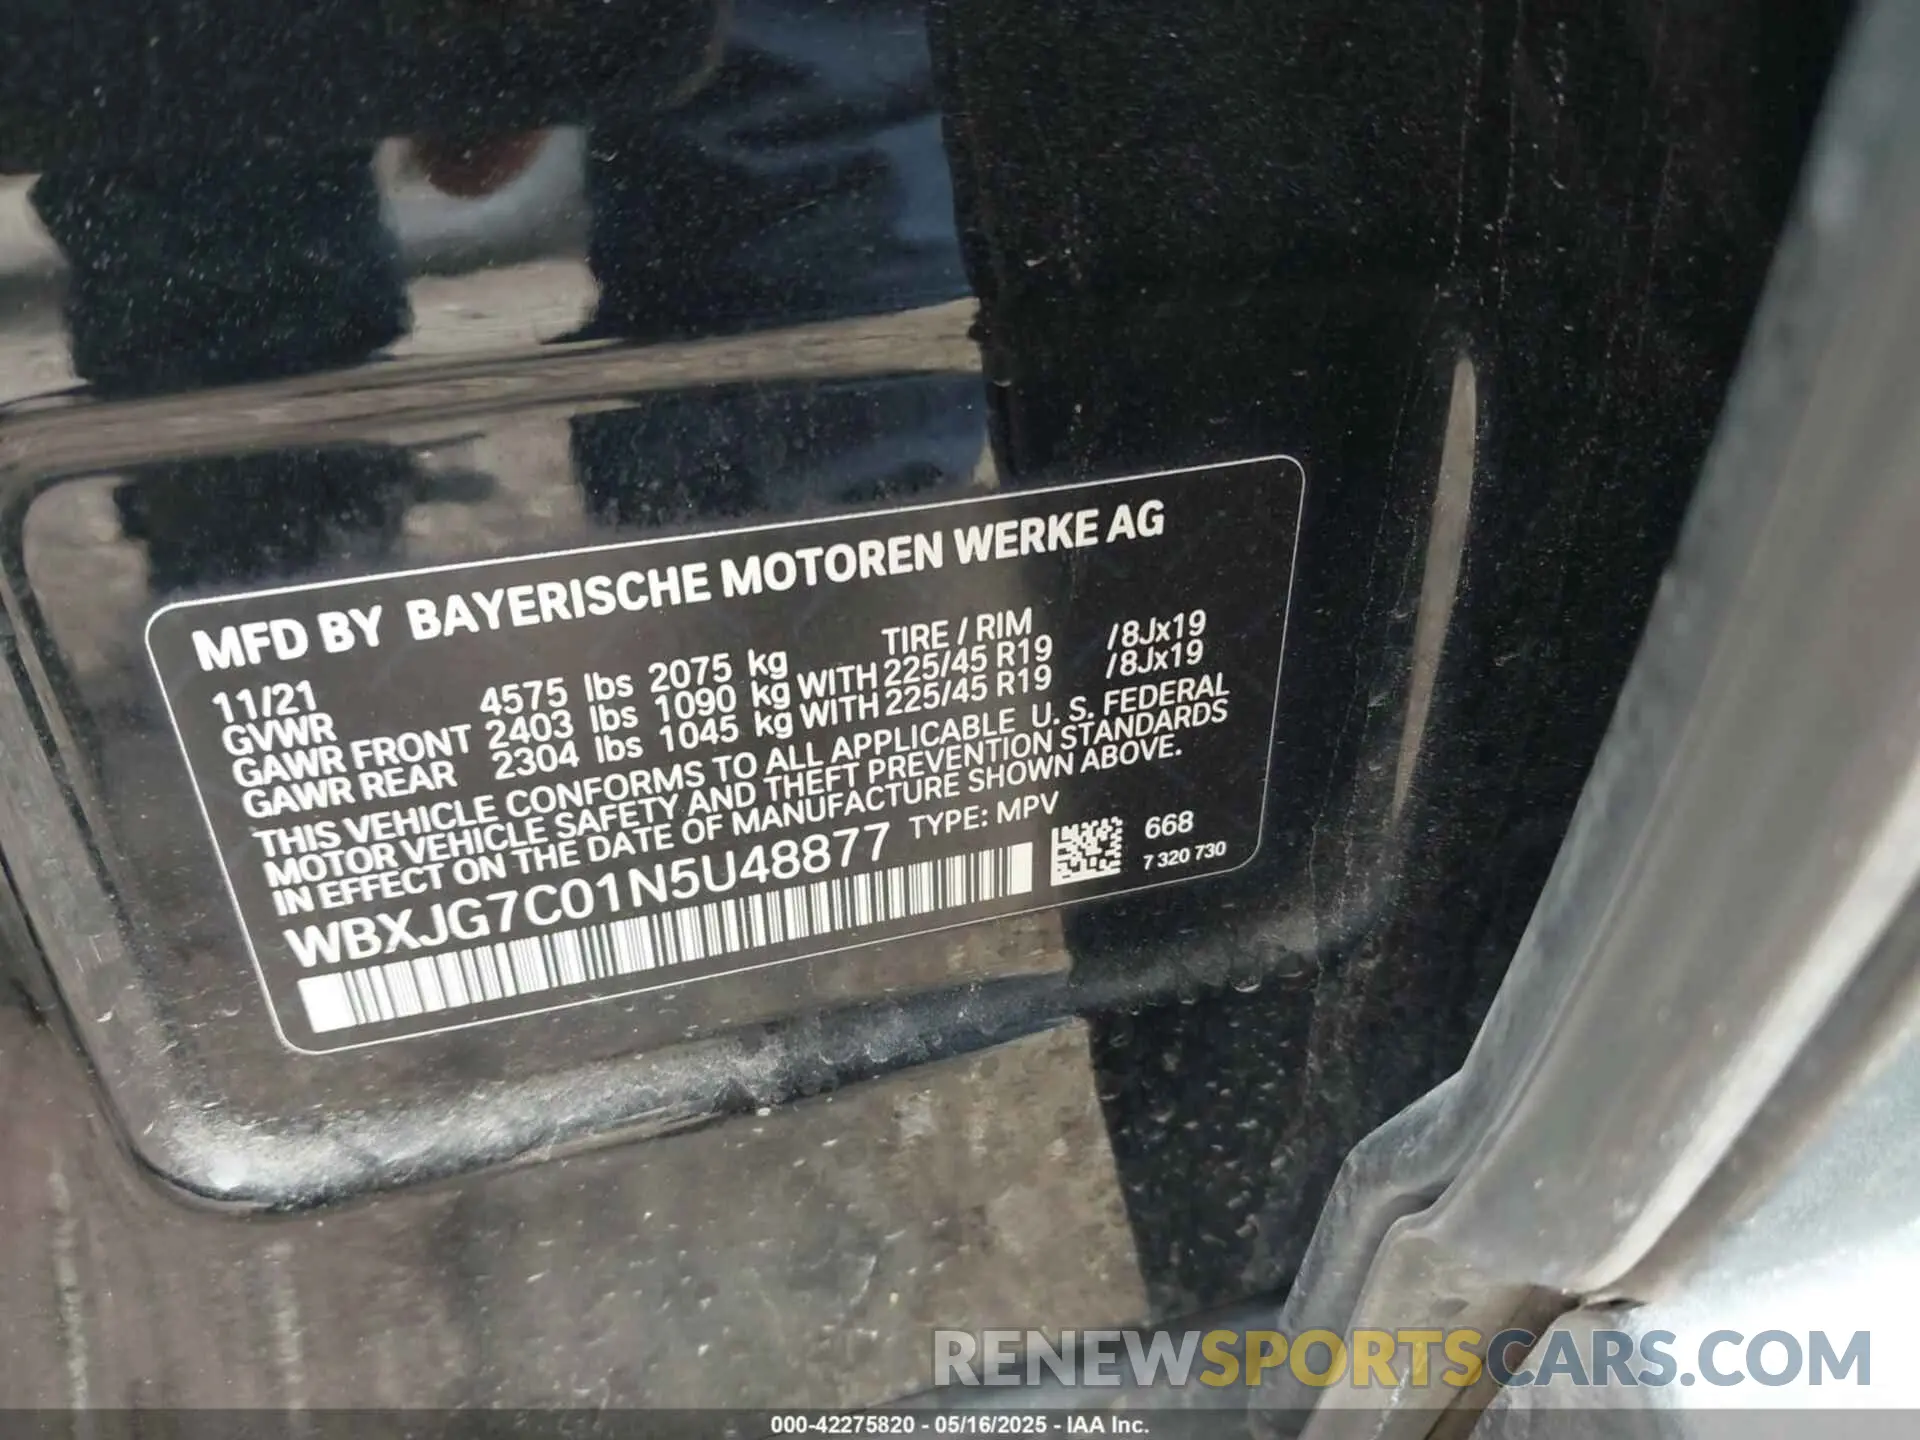 MFD BY BAYERISCHE MOTOREN WERKE AG
11/21 TIRE / RIM
GVWR 4575 lbs 2075 kg
GAWR FRONT 2403 lbs 1090 kg WITH 225/45 R19 /8Jx19
GAWR REAR 2304 lbs 1045 kg WITH 225/45 R19 /8Jx19
THIS VEHICLE CONFORMS TO ALL APPLICABLE U. S. FEDERAL
MOTOR VEHICLE SAFETY AND THEFT PREVENTION STANDARDS
IN EFFECT ON THE DATE OF MANUFACTURE SHOWN ABOVE.
WBXJG7C01N5U48877 TYPE: MPV
668
7 320 730
RENEWSPORTSCARS.COM
000-42275820 - 05/16/2025 - IAA Inc.